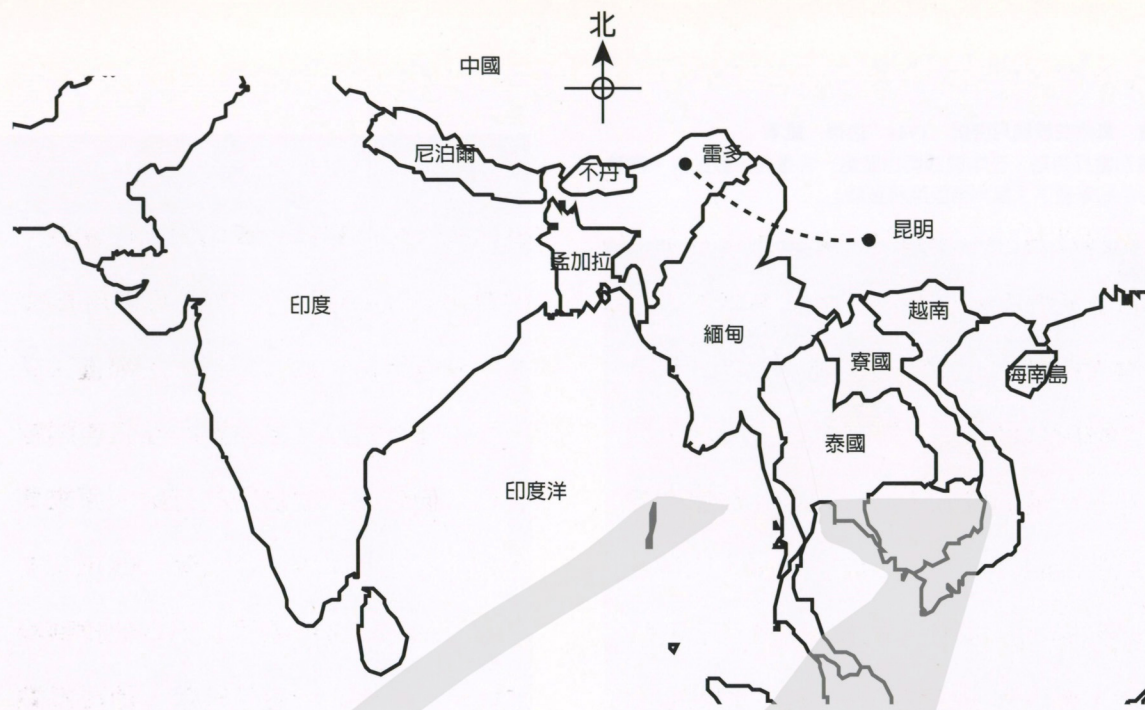 北
中國
尼泊爾
不丹
雷多
昆明
孟加拉
印度
緬甸
越南
寮國
海南島
泰國
印度洋